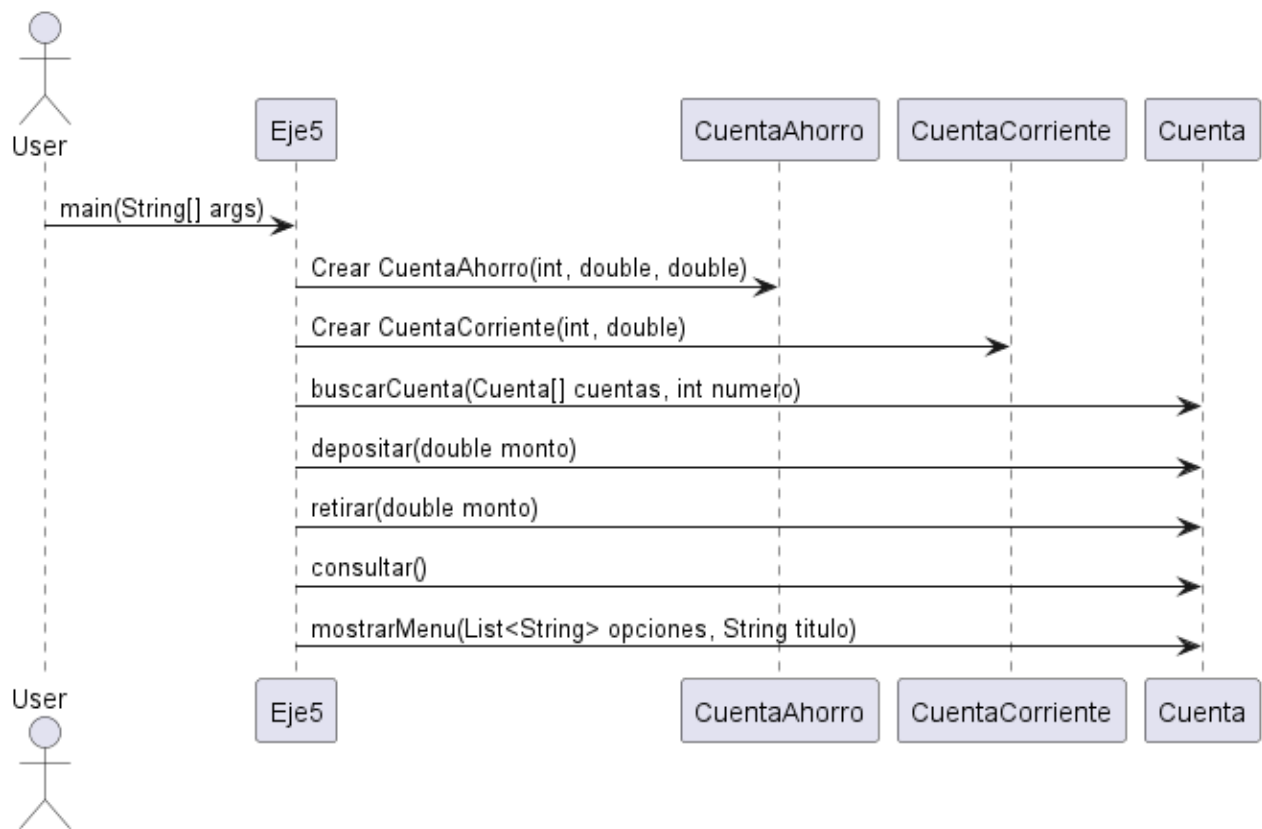 User
Eje5
CuentaAhorro
CuentaCorriente
Cuenta
main(String[] args)
Crear CuentaAhorro(int, double, double)
Crear CuentaCorriente(int, double)
buscarCuenta(Cuenta[] cuentas, int numero)
depositar(double monto)
retirar(double monto)
consultar()
mostrarMenu(List<String> opciones, String titulo)
User
Eje5
CuentaAhorro
CuentaCorriente
Cuenta